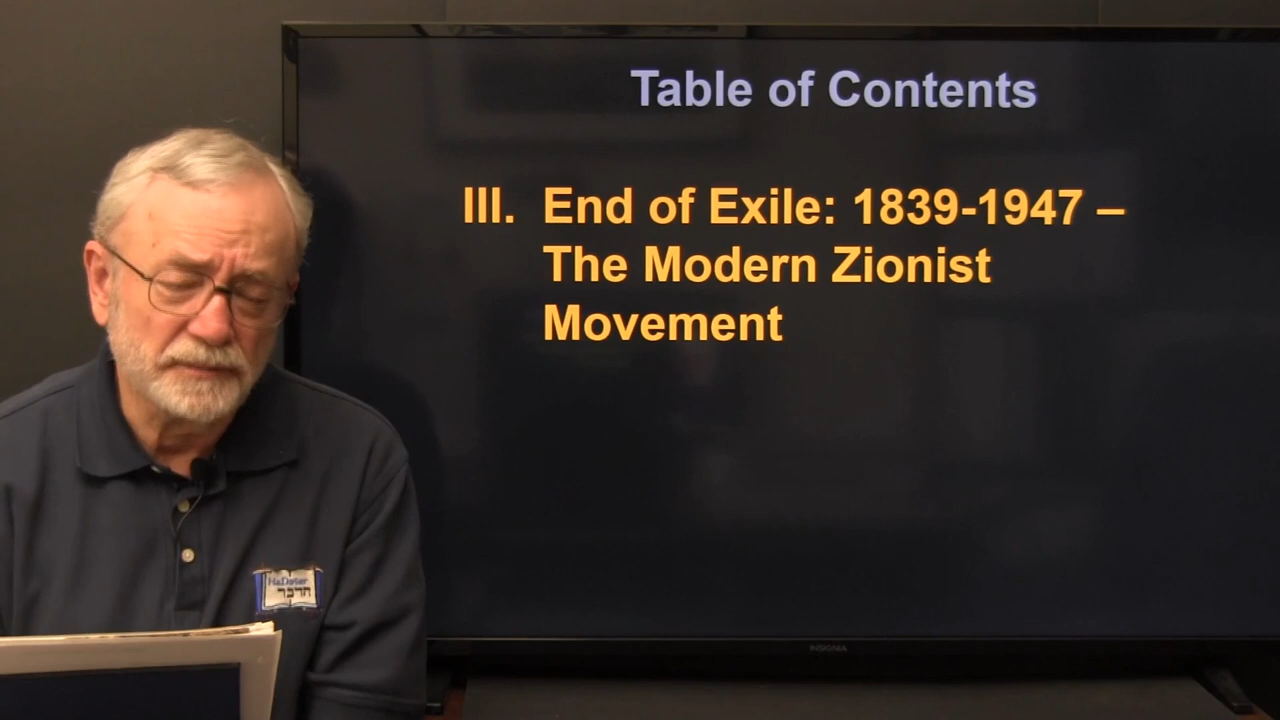 Table of Contents
III. End of Exile: 1839-1947 –
The Modern Zionist
Movement
HaDavar
הדבר
INSIGNIA